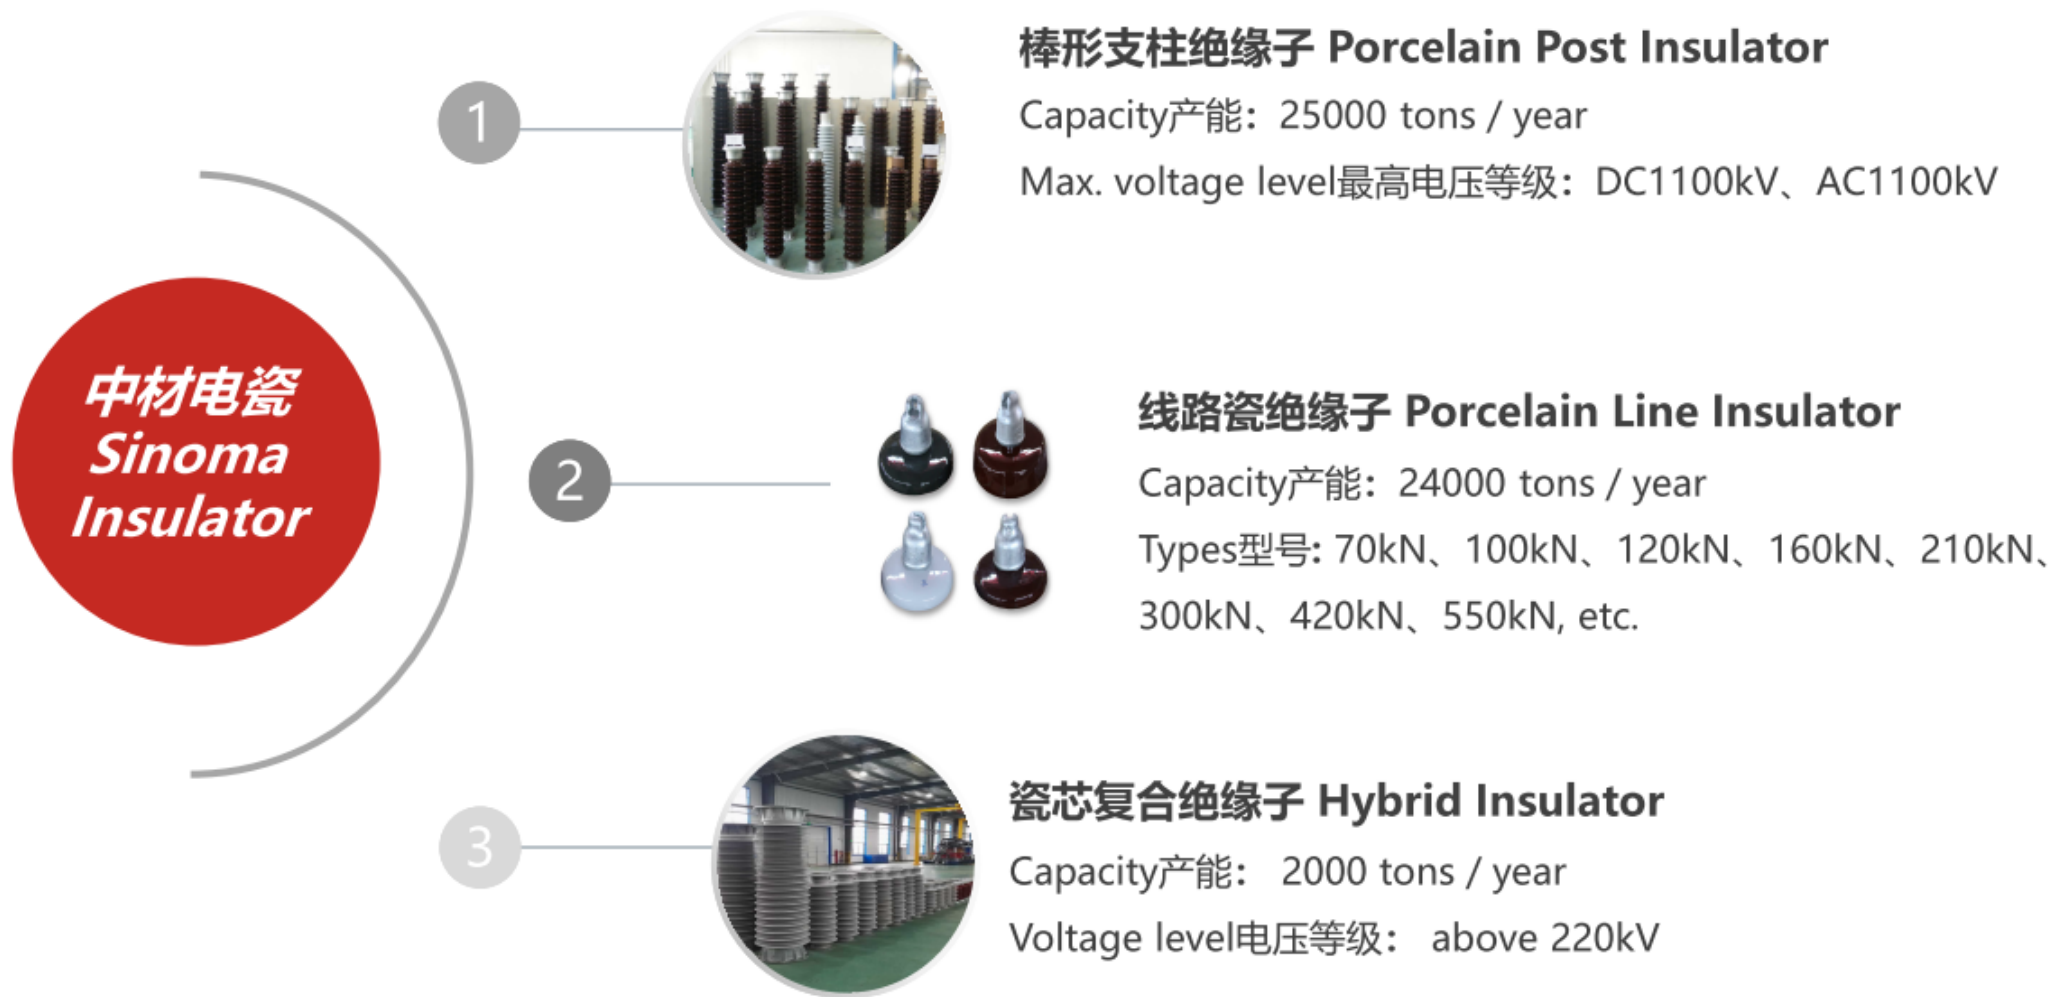 中材电瓷
Sinoma
Insulator
1
棒形支柱绝缘子 Porcelain Post Insulator
Capacity产能：25000 tons / year
Max. voltage level最高电压等级：DC1100kV、AC1100kV
2
线路瓷绝缘子 Porcelain Line Insulator
Capacity产能：24000 tons / year
Types型号: 70kN、100kN、120kN、160kN、210kN、
300kN、420kN、550kN, etc.
3
瓷芯复合绝缘子 Hybrid Insulator
Capacity产能： 2000 tons / year
Voltage level电压等级： above 220kV